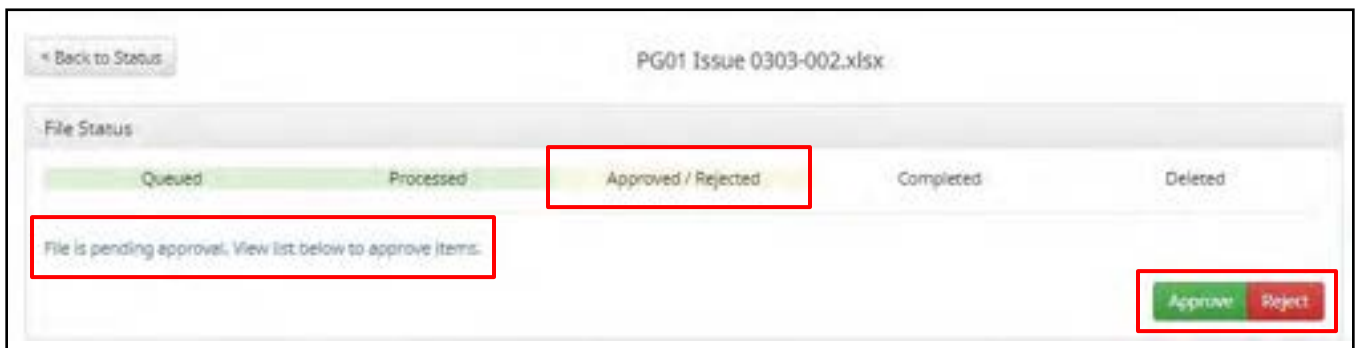 < Back to Status
PG01 Issue 0303-002.xlsx
File Status
Queued Processed Approved / Rejected Completed Deleted
File is pending approval. View list below to approve items.
Approve Reject